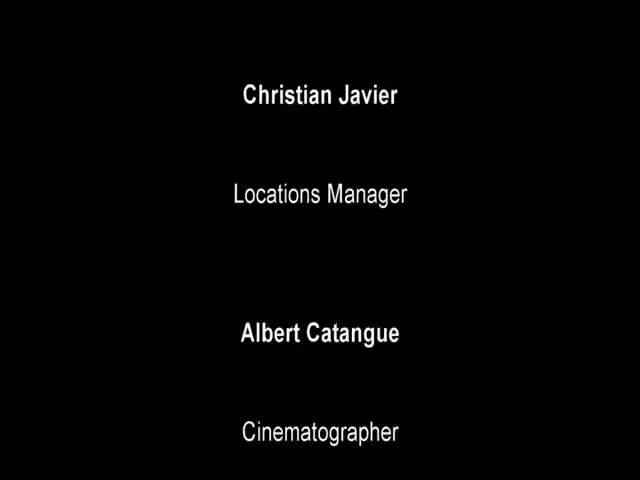 Christian Javier
Locations Manager
Albert Catangue
Cinematographer